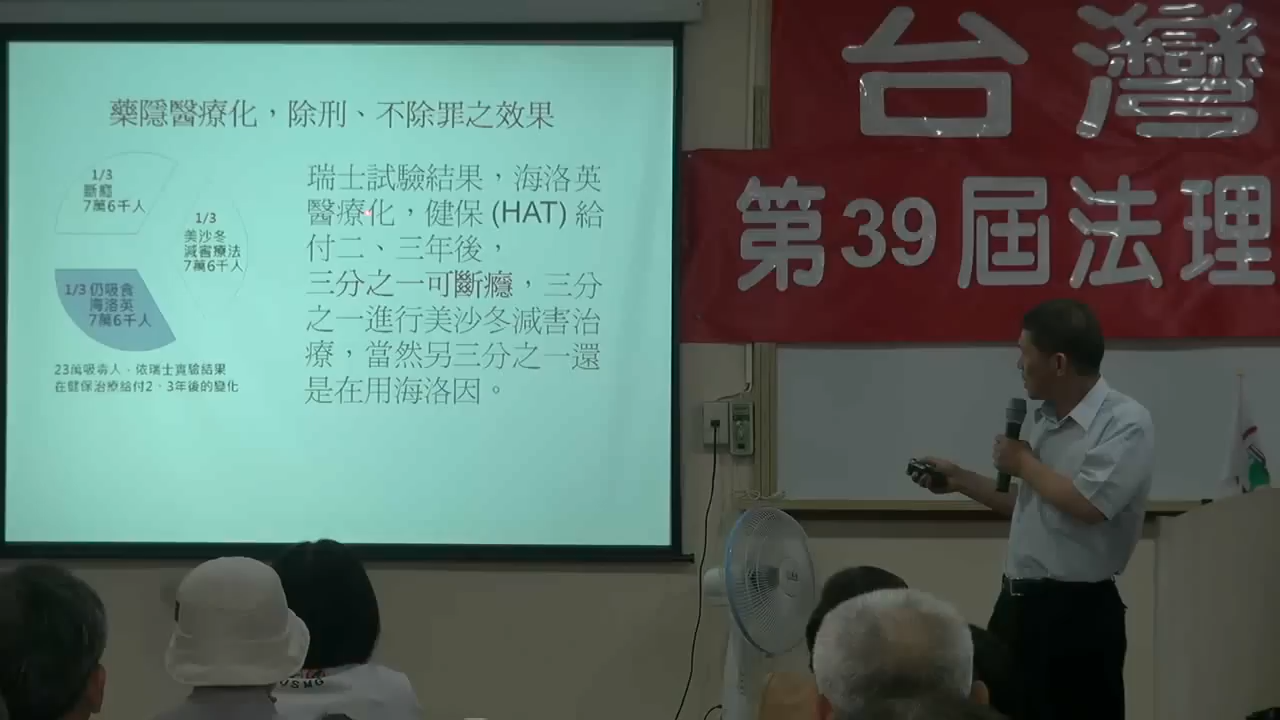 藥隱醫療化，除刑、不除罪之效果
1/3
斷癮
7萬6千人
1/3
美沙冬
減害療法
7萬6千人
1/3 仍吸食
海洛英
7萬6千人
23萬吸毒人，依瑞士實驗結果
在健保治療給付2、3年後的變化
瑞士試驗結果，海洛英
醫療化，健保 (HAT) 給
付二、三年後，
三分之一可斷癮，三分
之一進行美沙冬減害治
療，當然另三分之一還
是在用海洛因。
台灣
第39屆法理
USMG